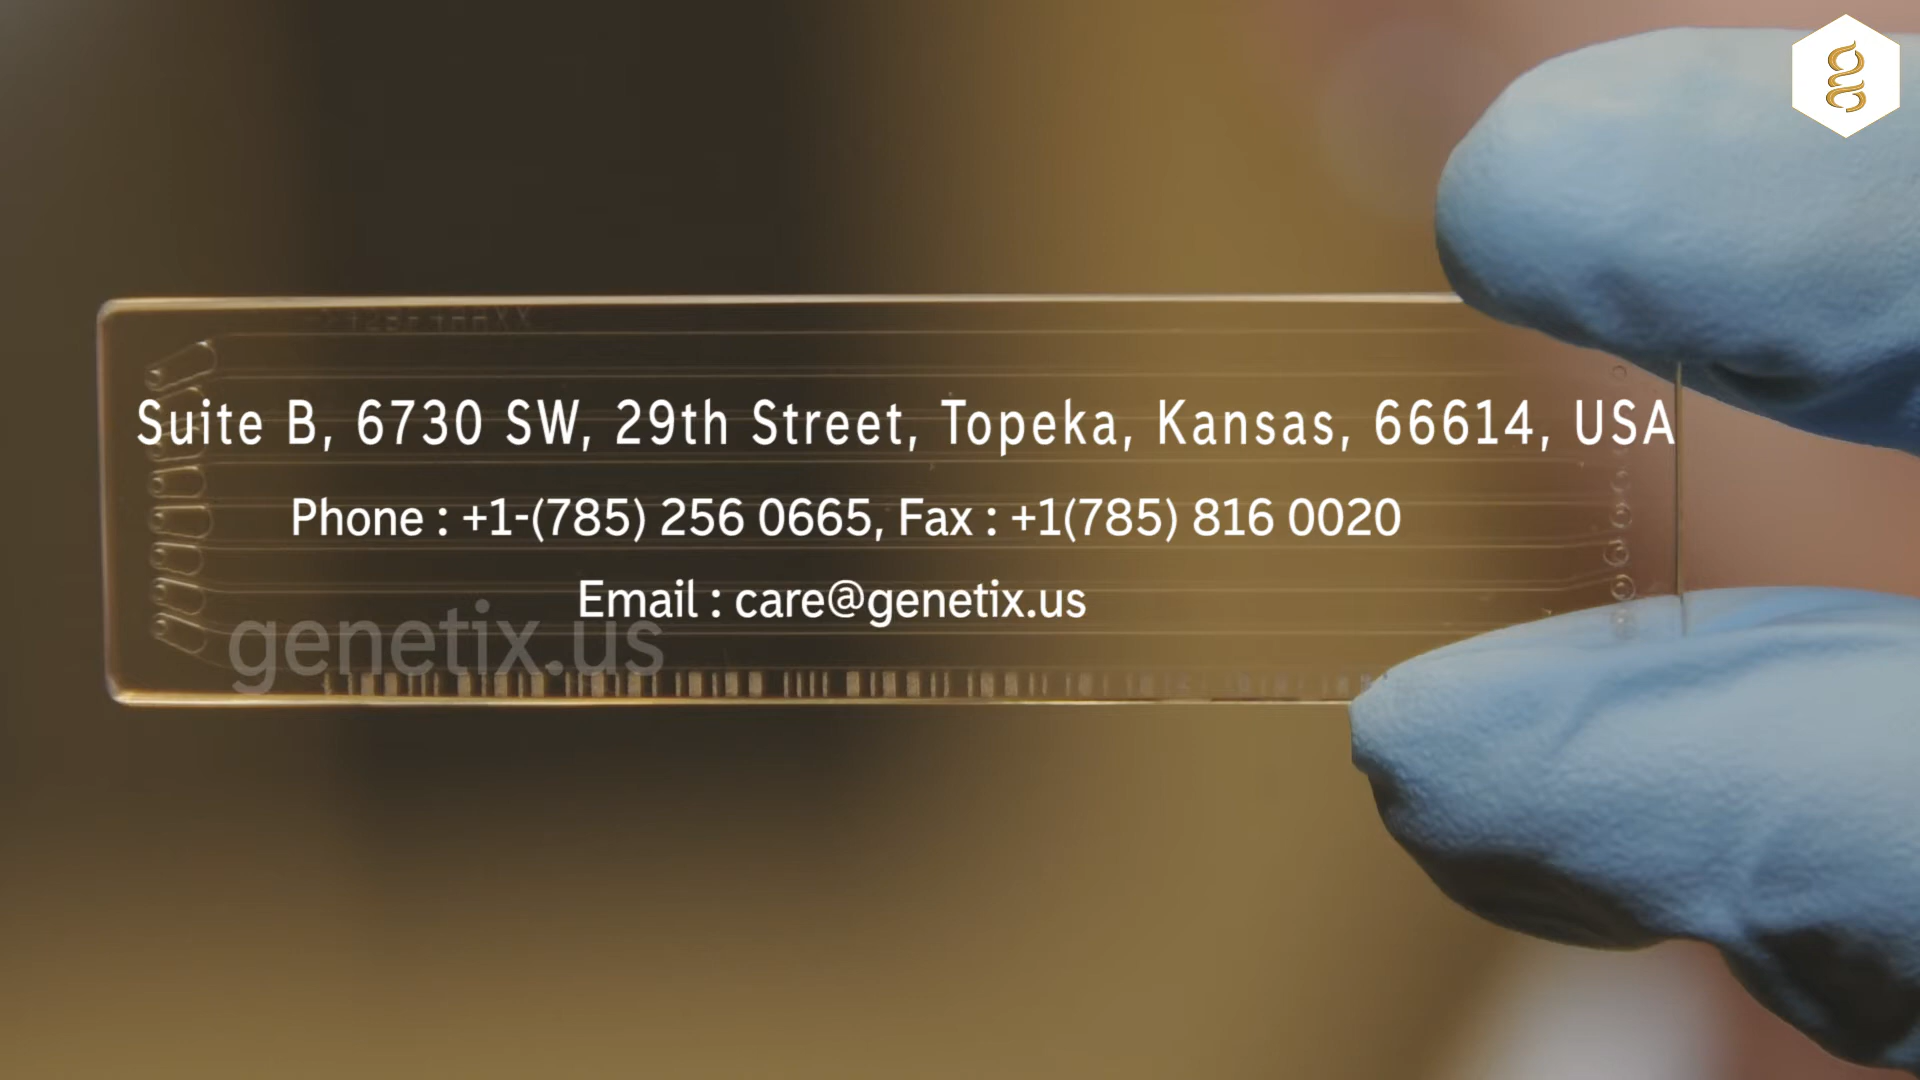 Suite B, 6730 SW, 29th Street, Topeka, Kansas, 66614, USA
Phone : +1-(785) 256 0665, Fax : +1(785) 816 0020
Email : care@genetix.us
genetix.us